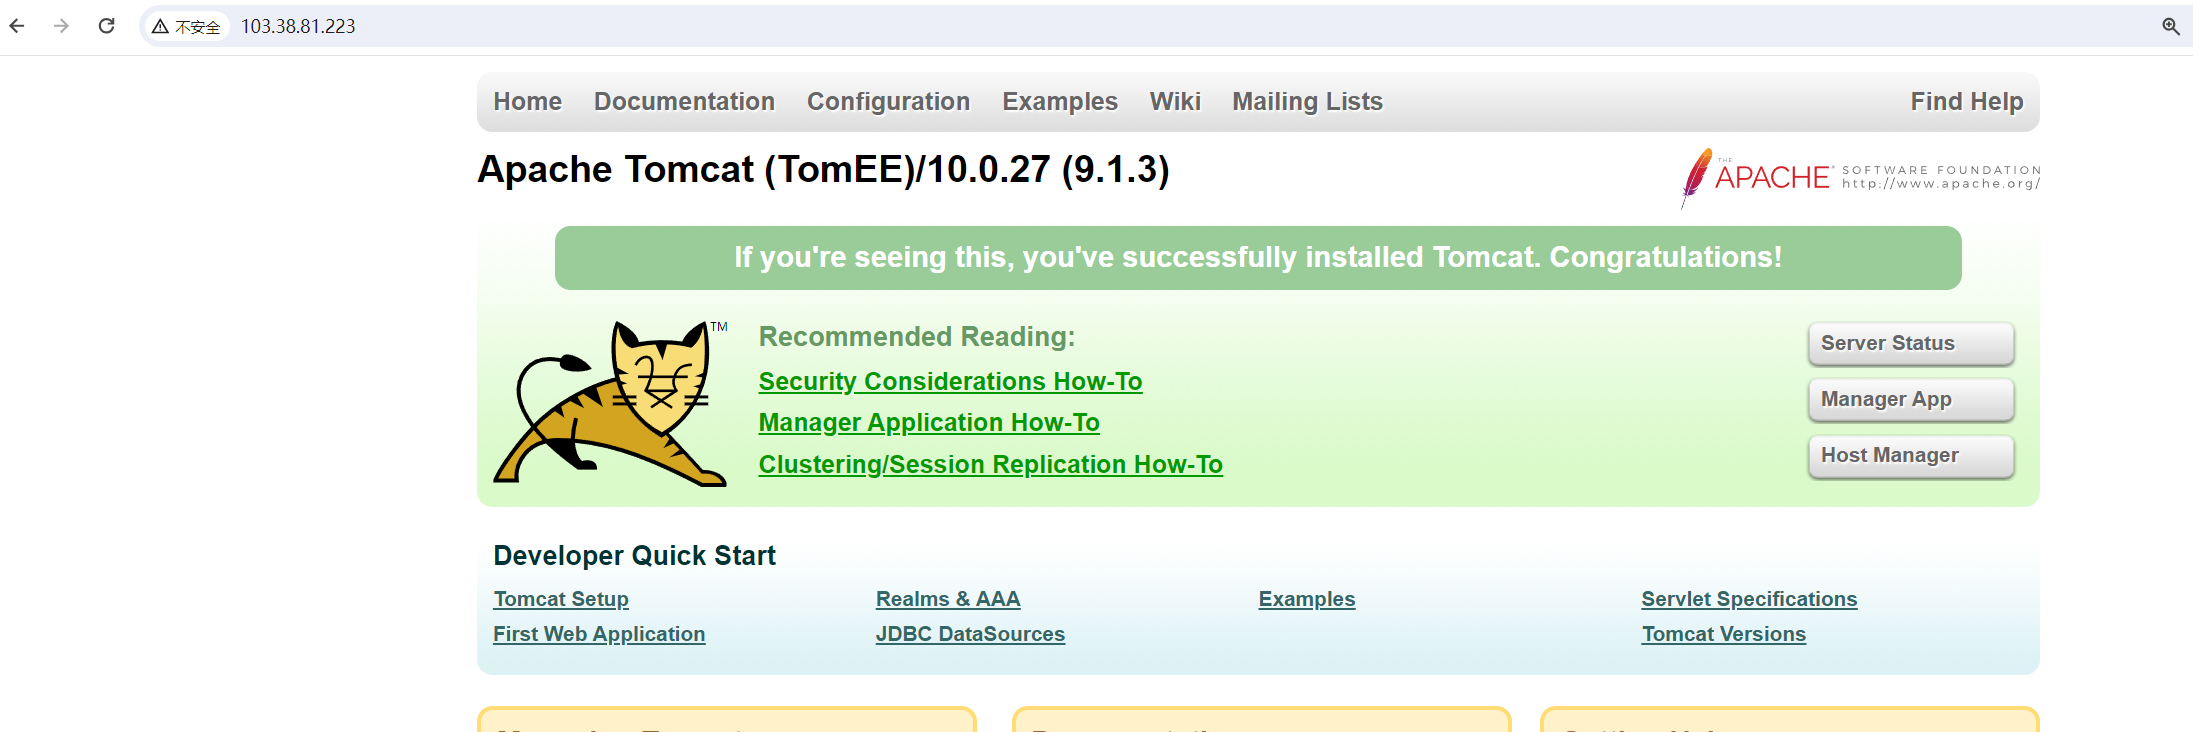 不安全 103.38.81.223
Home Documentation Configuration Examples Wiki Mailing Lists Find Help
Apache Tomcat (TomEE)/10.0.27 (9.1.3)
THE APACHE® SOFTWARE FOUNDATION
http://www.apache.org/
If you're seeing this, you've successfully installed Tomcat. Congratulations!
TM
Recommended Reading:
Security Considerations How-To
Manager Application How-To
Clustering/Session Replication How-To
Server Status
Manager App
Host Manager
Developer Quick Start
Tomcat Setup
First Web Application
Realms & AAA
JDBC DataSources
Examples
Servlet Specifications
Tomcat Versions